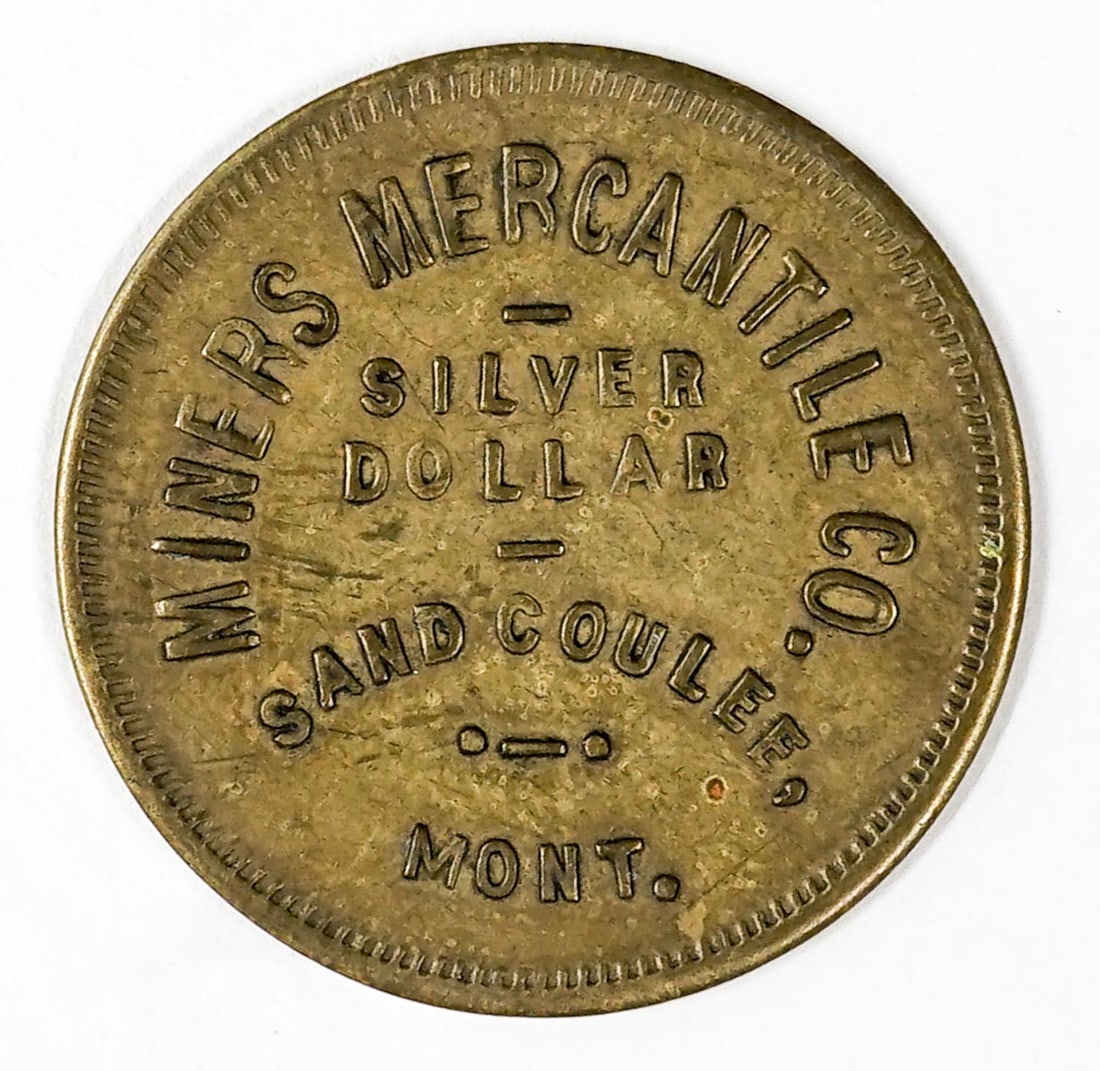 MINERS MERCANTILE CO.
SILVER
DOLLAR
SAND COULEE,
MONT.